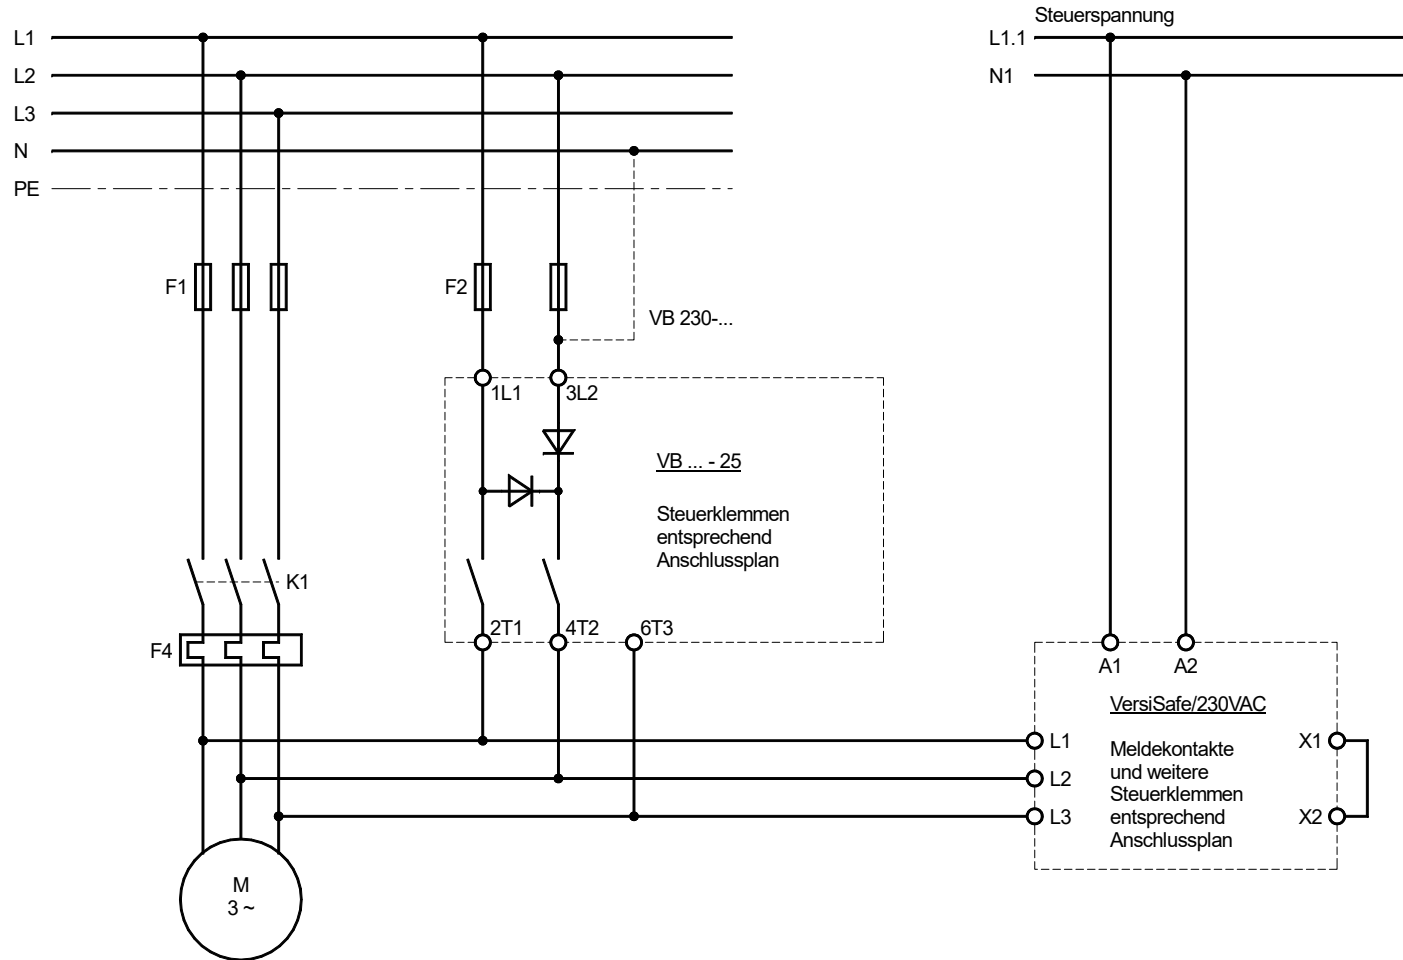 Steuerspannung
L1
L2
L3
N
PE
L1.1
N1
F1
F2
VB 230-...
1L1
3L2
VB ... - 25
Steuerklemmen
entsprechend
Anschlussplan
K1
2T1
4T2
6T3
F4
A1
A2
VersiSafe/230VAC
L1
L2
L3
Meldekontakte
und weitere
Steuerklemmen
entsprechend
Anschlussplan
X1
X2
M
3 ~